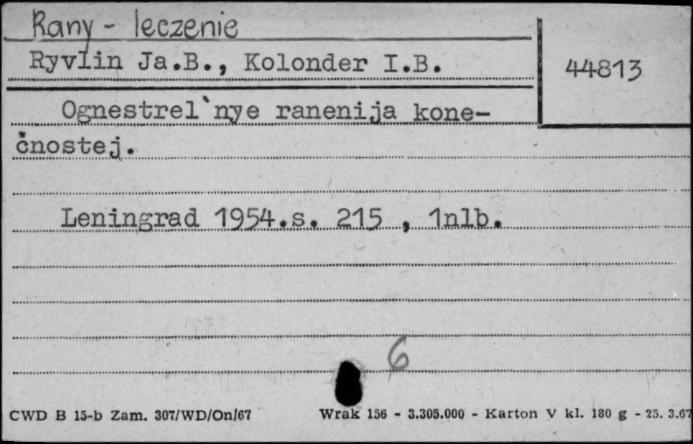 Rany - leczenie
Ryvlin Ja.B., Kolonder I.B.
44813
Ognestrel`nye ranenija kone-
čnostej.
Leningrad 1954.s. 215 , 1nlb.
6
CWD B 15-b Zam. 307/WD/On/67 Wrak 156 - 3.305.000 - Karton V kl. 180 g - 25. 3.67